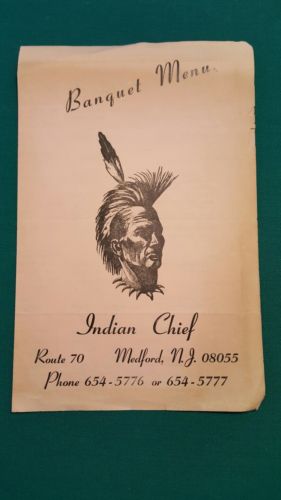 Banquet Menu.
Indian Chief
Route 70 Medford, N.J. 08055
Phone 654-5776 or 654-5777